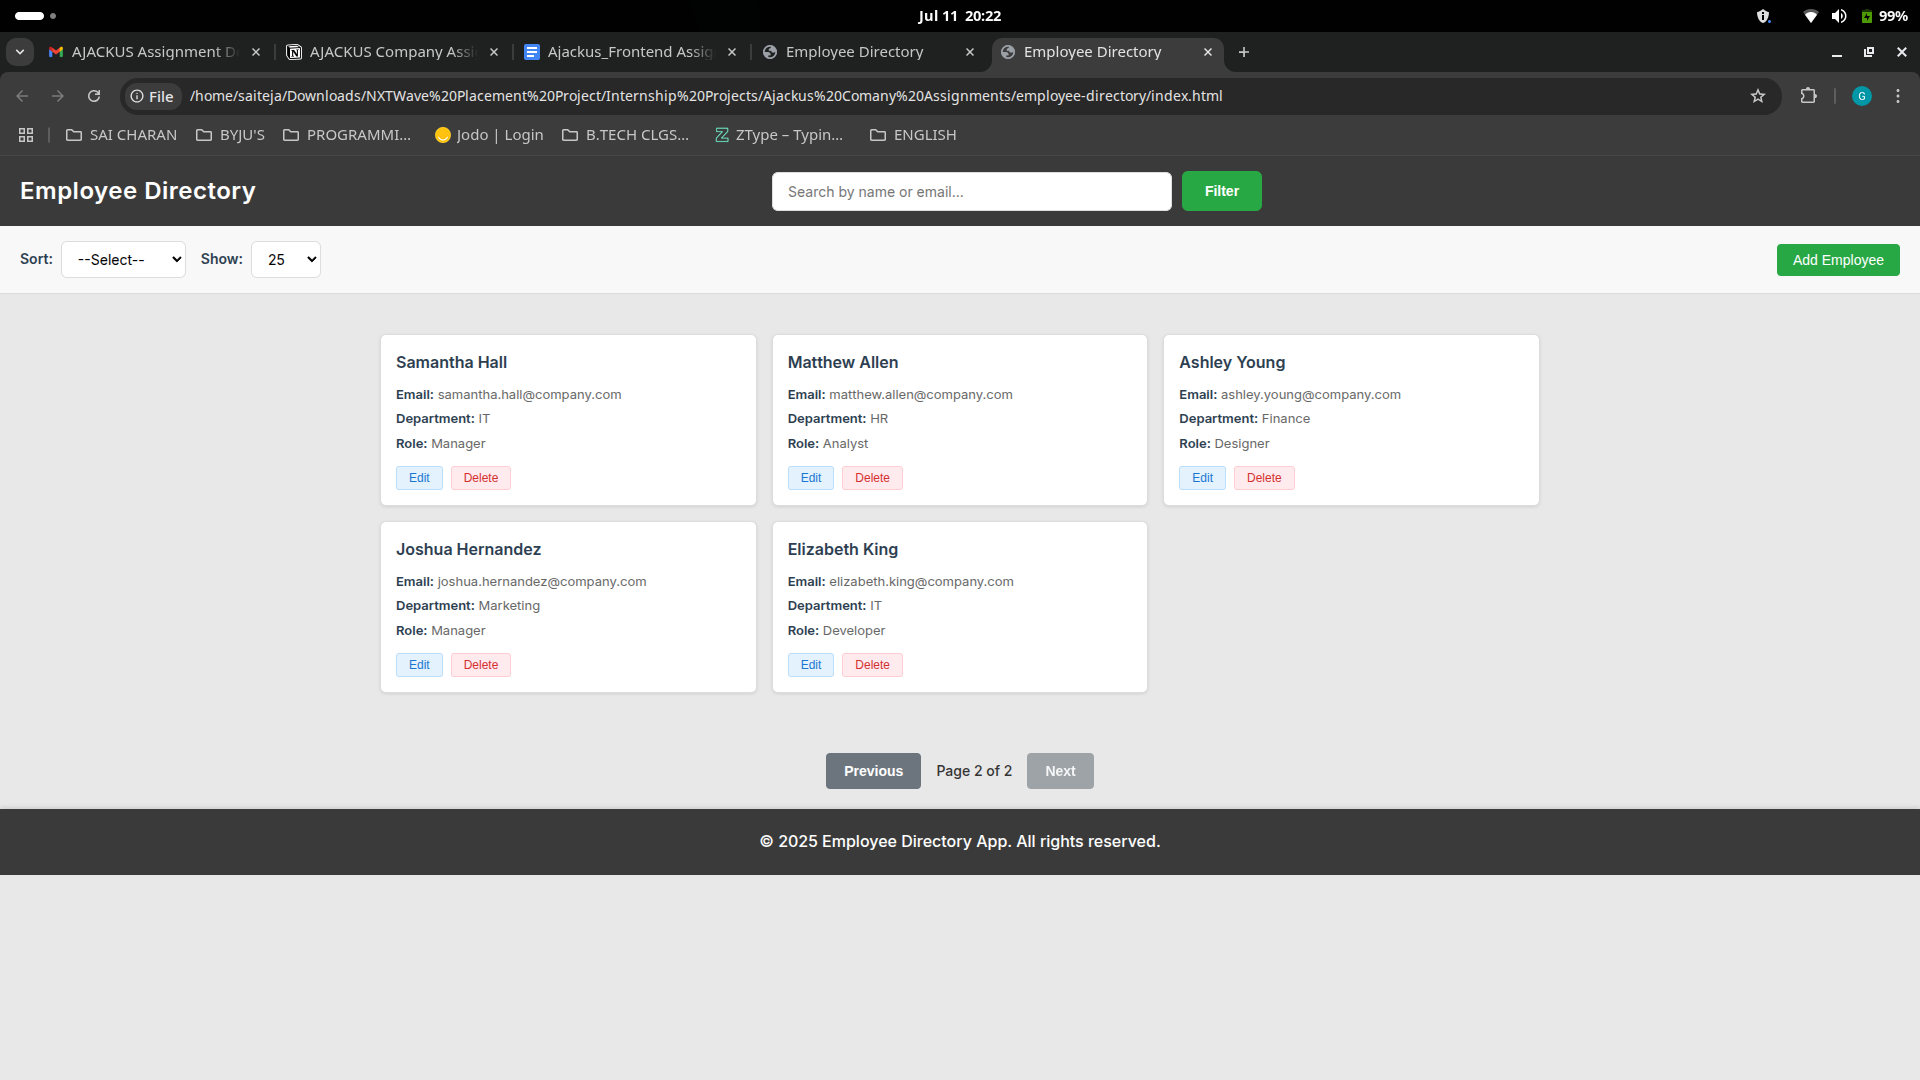 Jul 11 20:22
99%
AJACKUS Assignment D
AJACKUS Company Assi
Ajackus_Frontend Assig
Employee Directory
Employee Directory
File
/home/saiteja/Downloads/NXTWave%20Placement%20Project/Internship%20Projects/Ajackus%20Comany%20Assignments/employee-directory/index.html
G
SAI CHARAN
BYJU'S
PROGRAMMI...
Jodo | Login
B.TECH CLGS...
ZType – Typin...
ENGLISH
Employee Directory
Search by name or email...
Filter
Sort:
--Select--
Show:
25
Add Employee
Samantha Hall
Email: samantha.hall@company.com
Department: IT
Role: Manager
Edit
Delete
Matthew Allen
Email: matthew.allen@company.com
Department: HR
Role: Analyst
Edit
Delete
Ashley Young
Email: ashley.young@company.com
Department: Finance
Role: Designer
Edit
Delete
Joshua Hernandez
Email: joshua.hernandez@company.com
Department: Marketing
Role: Manager
Edit
Delete
Elizabeth King
Email: elizabeth.king@company.com
Department: IT
Role: Developer
Edit
Delete
Previous
Page 2 of 2
Next
© 2025 Employee Directory App. All rights reserved.